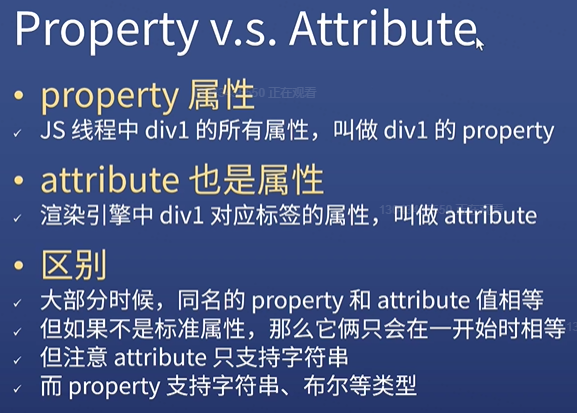 Property v.s. Attribute
• property 属性
✓ JS 线程中 div1 的所有属性，叫做 div1 的 property
• attribute 也是属性
✓ 渲染引擎中 div1 对应标签的属性，叫做 attribute
• 区别
✓ 大部分时候，同名的 property 和 attribute 值相等
✓ 但如果不是标准属性，那么它俩只会在一开始时相等
✓ 但注意 attribute 只支持字符串
✓ 而 property 支持字符串、布尔等类型